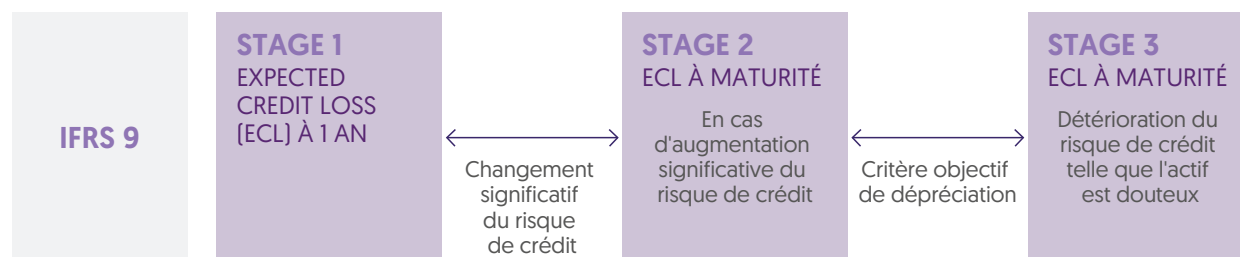 IFRS 9
STAGE 1
EXPECTED
CREDIT LOSS
(ECL) À 1 AN
Changement
significatif
du risque
de crédit
STAGE 2
ECL À MATURITÉ
En cas
d'augmentation
significative du
risque de crédit
Critère objectif
de dépréciation
STAGE 3
ECL À MATURITÉ
Détérioration du
risque de crédit
telle que l'actif
est douteux